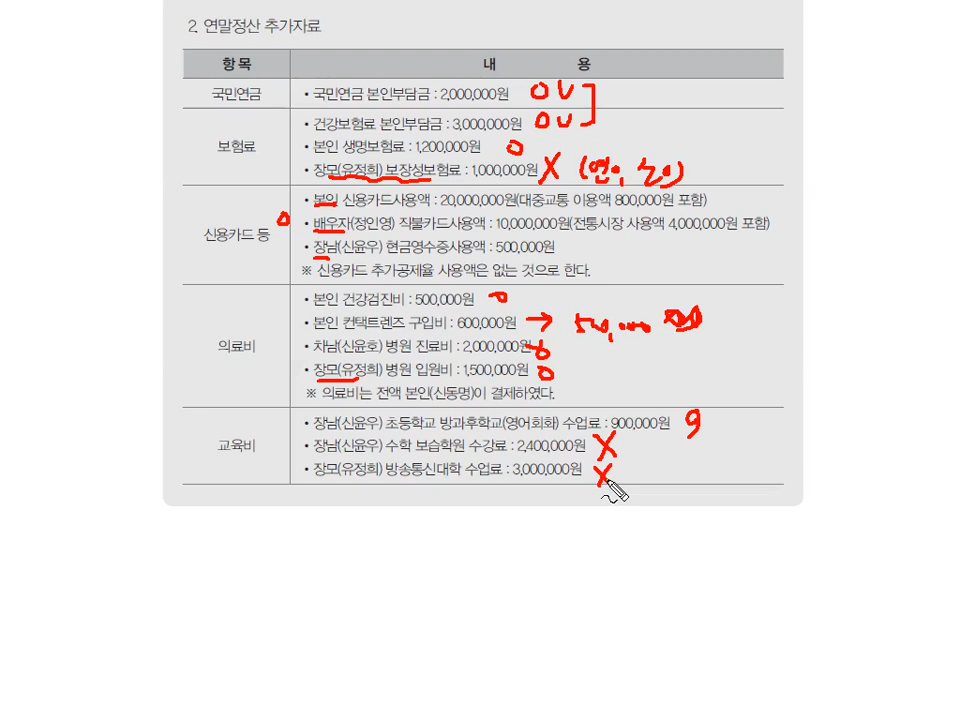 2. 연말정산 추가자료
항목 내 용
국민연금 • 국민연금 본인부담금 : 2,000,000원 O V
보험료 • 건강보험료 본인부담금 : 3,000,000원 O V
• 본인 생명보험료 : 1,200,000원 O
• 장모(유정희) 보장성보험료 : 1,000,000원 X
신용카드 등 • 본인 신용카드사용액 : 20,000,000원(대중교통 이용액 800,000원 포함)
• 배우자(정인영) 직불카드사용액 : 10,000,000원(전통시장 사용액 4,000,000원 포함)
• 장남(신윤우) 현금영수증사용액 : 500,000원
※ 신용카드 추가공제율 사용액은 없는 것으로 한다.
의료비 • 본인 건강검진비 : 500,000원 O
• 본인 컨택트렌즈 구입비 : 600,000원 →
• 차남(신윤호) 병원 진료비 : 2,000,000원 O
• 장모(유정희) 병원 입원비 : 1,500,000원 O
※ 의료비는 전액 본인(신동명)이 결제하였다.
교육비 • 장남(신윤우) 초등학교 방과후학교(영어회화) 수업료 : 900,000원
• 장남(신윤우) 수학 보습학원 수강료 : 2,400,000원 X
• 장모(유정희) 방송통신대학 수업료 : 3,000,000원 X